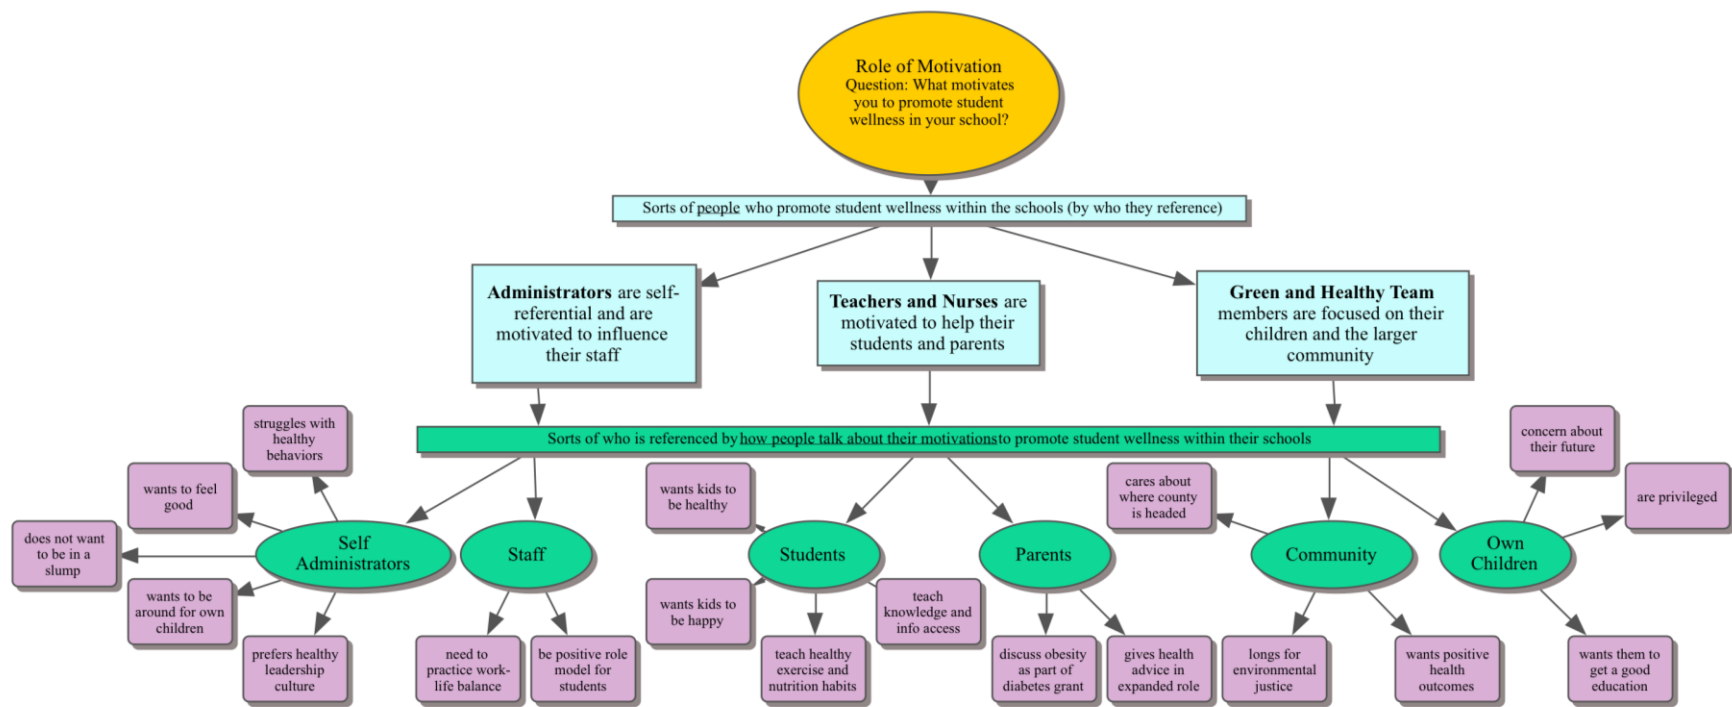 Role of Motivation
Question: What motivates
you to promote student
wellness in your school?
Sorts of people who promote student wellness within the schools (by who they reference)
Administrators are self-
referential and are
motivated to influence
their staff
Teachers and Nurses are
motivated to help their
students and parents
Green and Healthy Team
members are focused on their
children and the larger
community
Sorts of who is referenced by how people talk about their motivations to promote student wellness within their schools
struggles with
healthy
behaviors
wants to feel
good
does not want
to be in a
slump
wants to be
around for own
children
prefers healthy
leadership
culture
Self
Administrators
Staff
need to
practice work-
life balance
be positive role
model for
students
wants kids to
be healthy
wants kids to
be happy
Students
teach healthy
exercise and
nutrition habits
teach
knowledge and
info access
Parents
discuss obesity
as part of
diabetes grant
gives health
advice in
expanded role
cares about
where county
is headed
Community
longs for
environmental
justice
wants positive
health
outcomes
Own
Children
concern about
their future
are privileged
wants them to
get a good
education